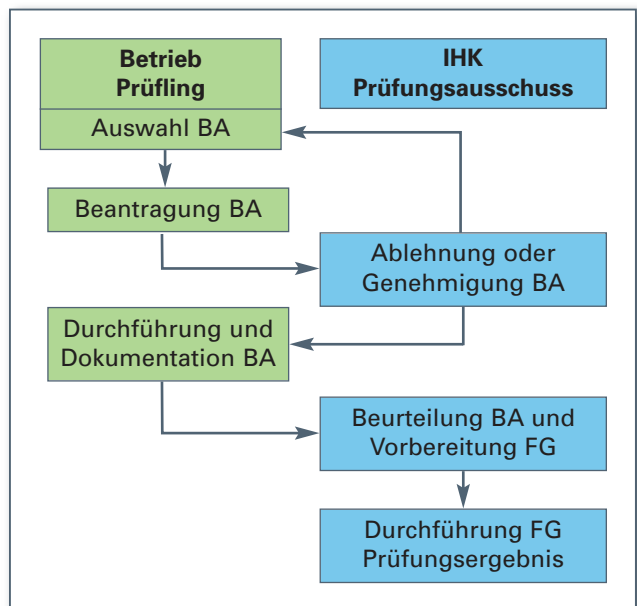 Betrieb
Prüfling
IHK
Prüfungsausschuss
Auswahl BA
Beantragung BA
Ablehnung oder
Genehmigung BA
Durchführung und
Dokumentation BA
Beurteilung BA und
Vorbereitung FG
Durchführung FG
Prüfungsergebnis